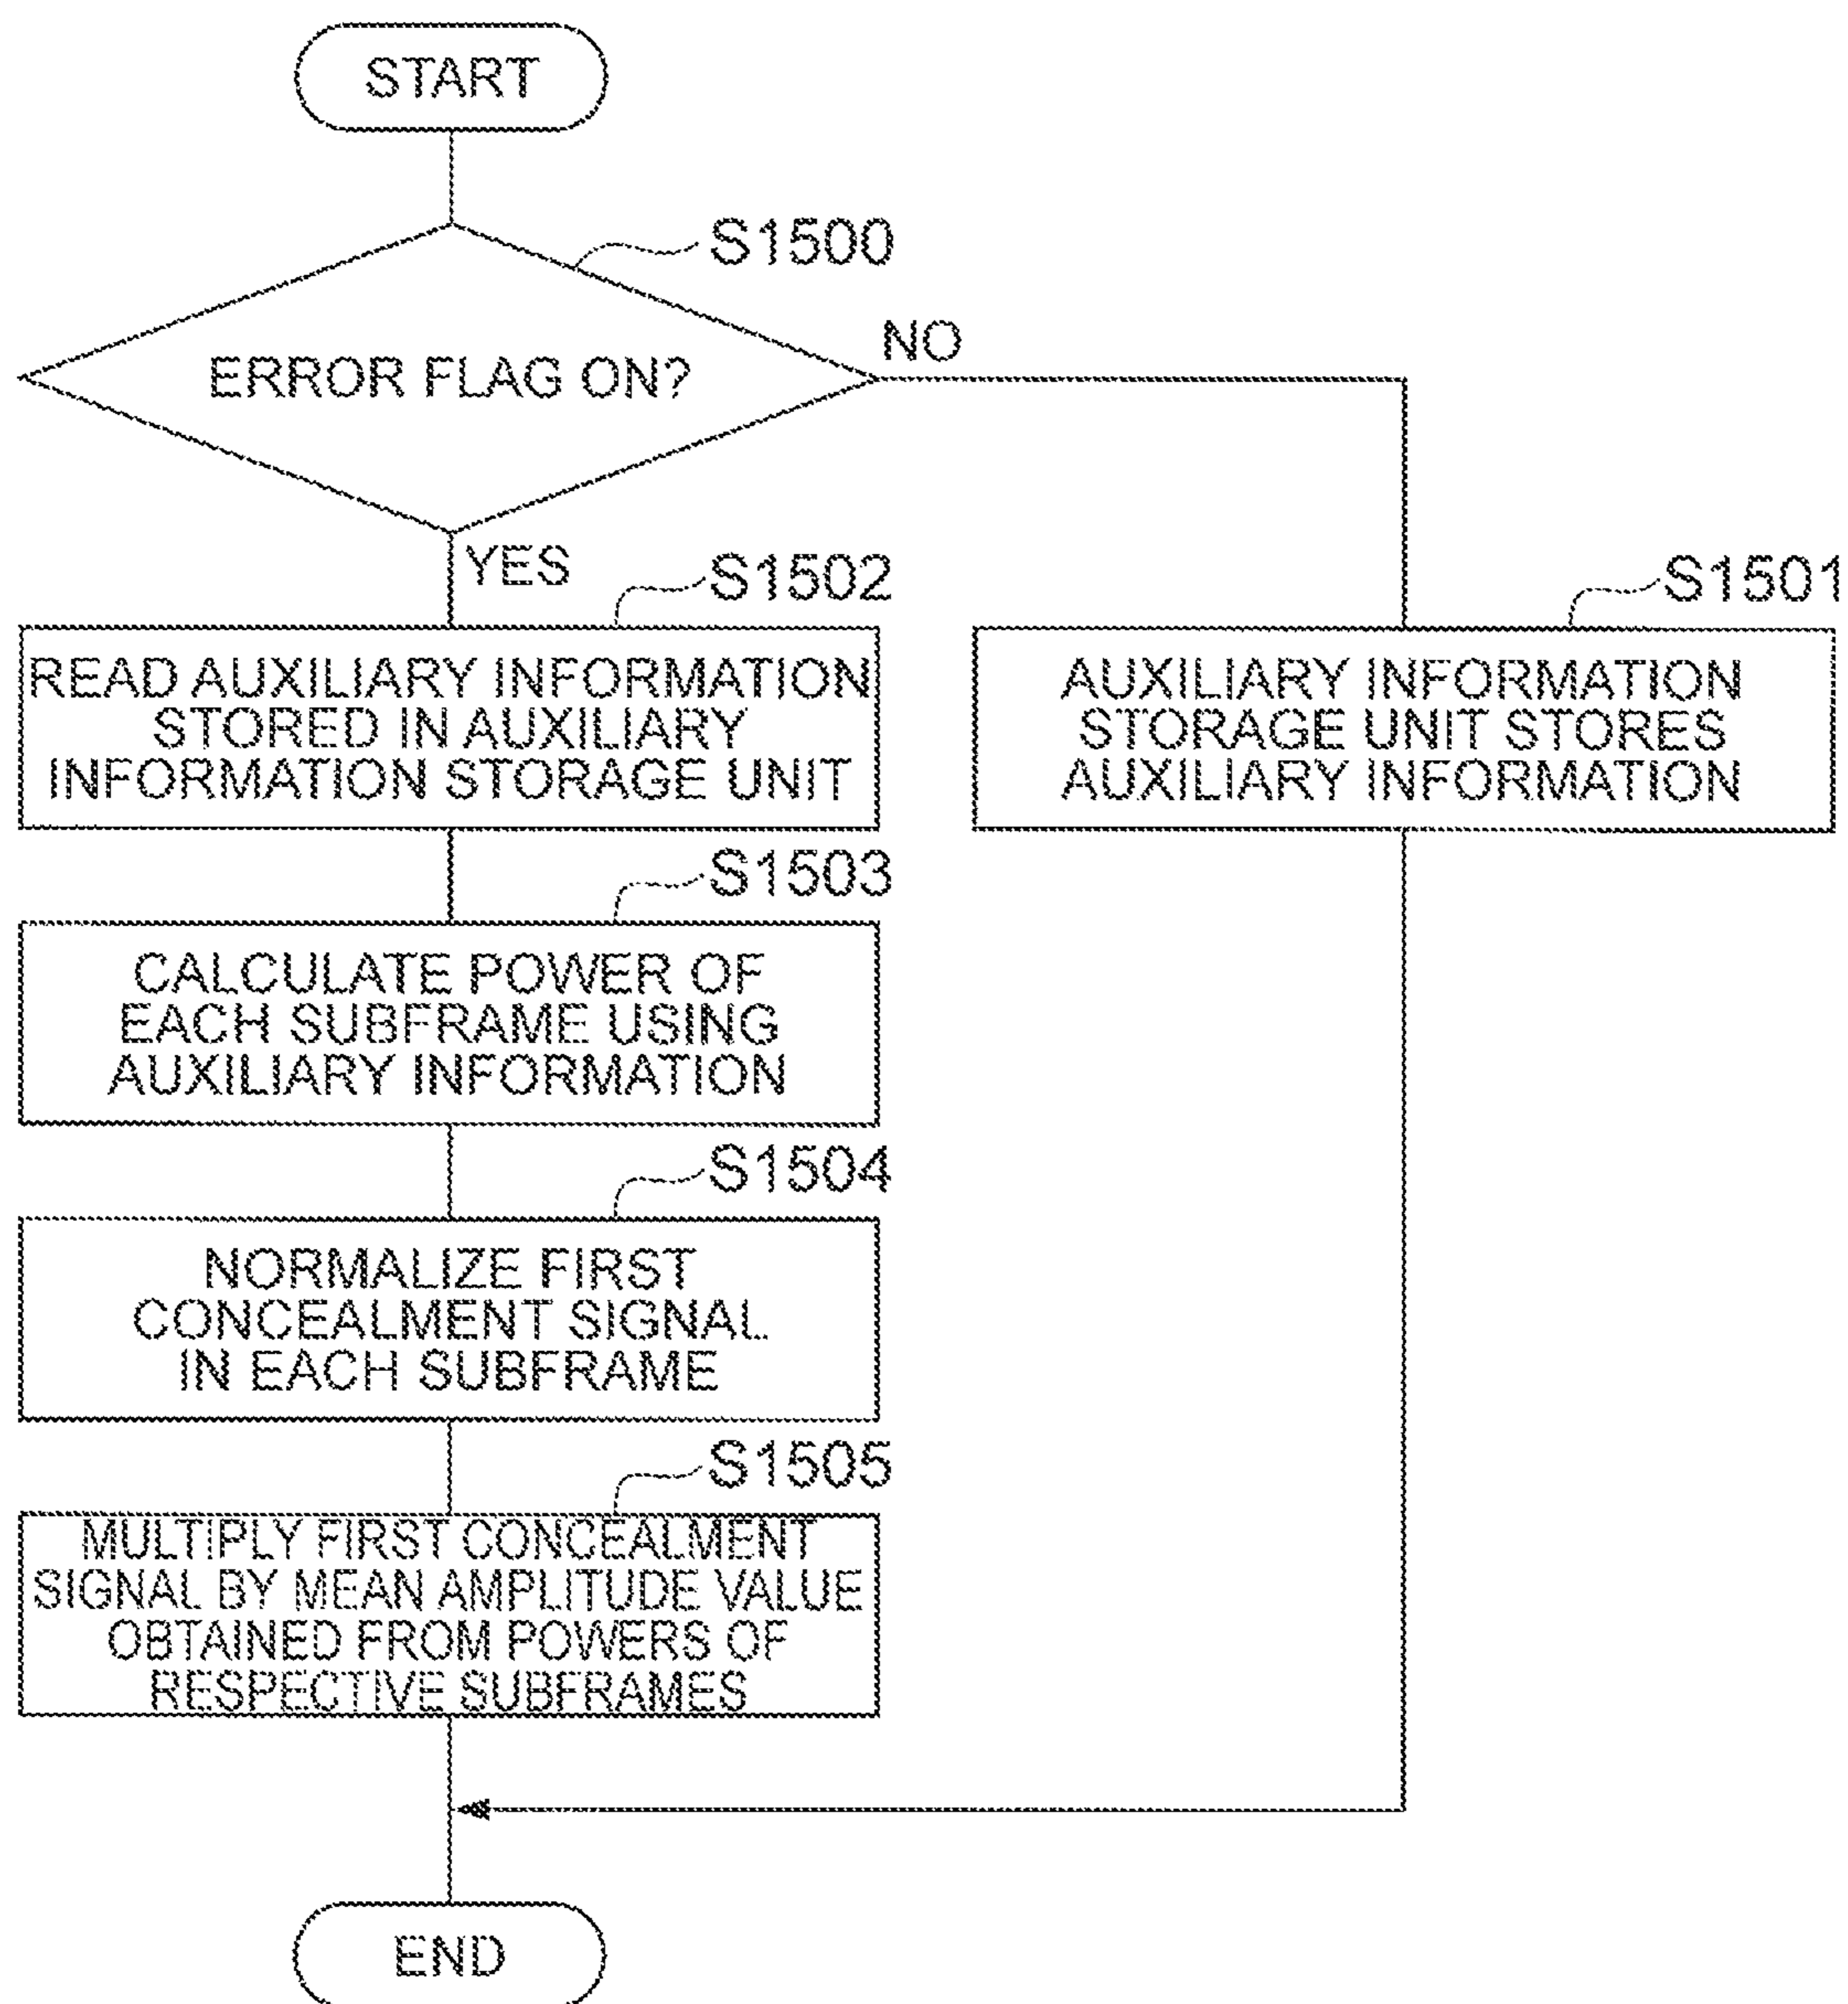 START
S1500
ERROR FLAG ON?
NO
YES
S1502
READ AUXILIARY INFORMATION
STORED IN AUXILIARY
INFORMATION STORAGE UNIT
S1501
AUXILIARY INFORMATION
STORAGE UNIT STORES
AUXILIARY INFORMATION
S1503
CALCULATE POWER OF
EACH SUBFRAME USING
AUXILIARY INFORMATION
S1504
NORMALIZE FIRST
CONCEALMENT SIGNAL
IN EACH SUBFRAME
S1505
MULTIPLY FIRST CONCEALMENT
SIGNAL BY MEAN AMPLITUDE VALUE
OBTAINED FROM POWERS OF
RESPECTIVE SUBFRAMES
END